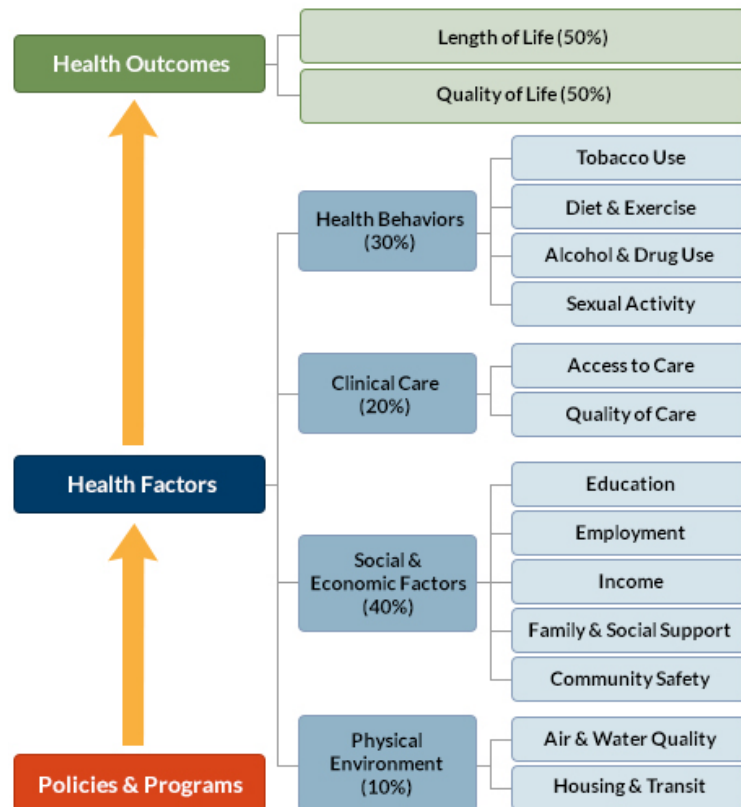 Health Outcomes
Length of Life (50%)
Quality of Life (50%)
Health Behaviors
(30%)
Tobacco Use
Diet & Exercise
Alcohol & Drug Use
Sexual Activity
Clinical Care
(20%)
Access to Care
Quality of Care
Health Factors
Social &
Economic Factors
(40%)
Education
Employment
Income
Family & Social Support
Community Safety
Physical
Environment
(10%)
Air & Water Quality
Housing & Transit
Policies & Programs